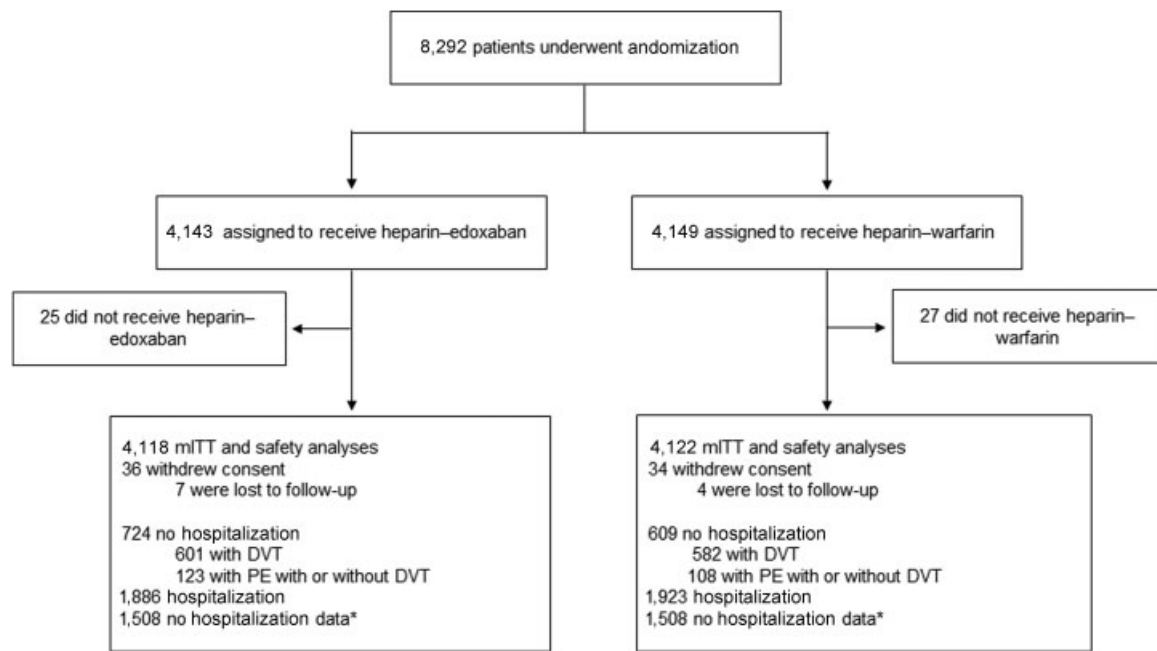 8,292 patients underwent andomization
4,143 assigned to receive heparin–edoxaban
4,149 assigned to receive heparin–warfarin
25 did not receive heparin–
edoxaban
27 did not receive heparin–
warfarin
4,118 mITT and safety analyses
36 withdrew consent
7 were lost to follow-up
724 no hospitalization
601 with DVT
123 with PE with or without DVT
1,886 hospitalization
1,508 no hospitalization data*
4,122 mITT and safety analyses
34 withdrew consent
4 were lost to follow-up
609 no hospitalization
582 with DVT
108 with PE with or without DVT
1,923 hospitalization
1,508 no hospitalization data*